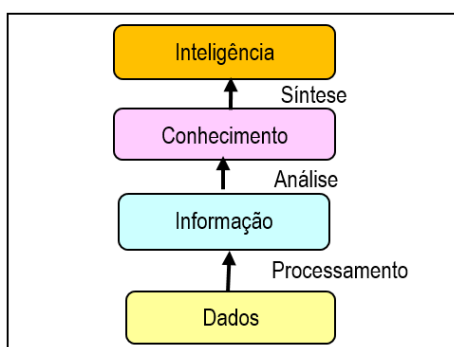 Inteligência
Síntese
Conhecimento
Análise
Informação
Processamento
Dados